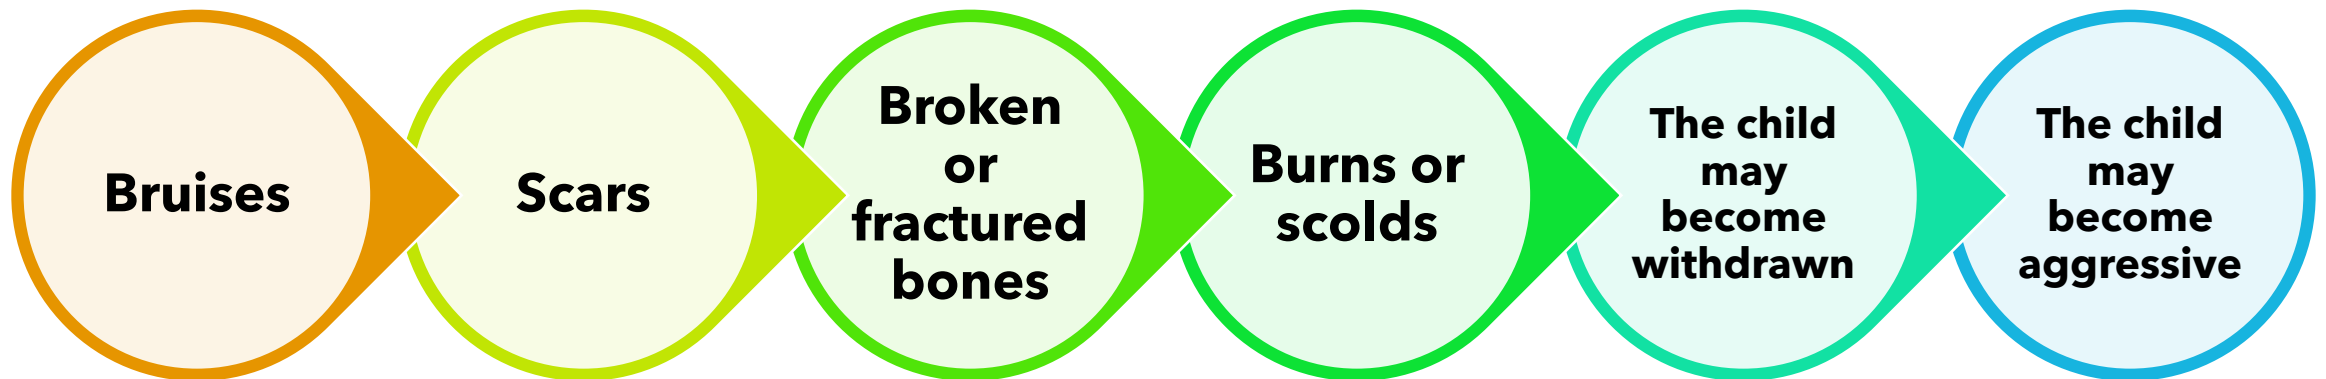 Bruises
Scars
Broken
or
fractured
bones
Burns or
scolds
The child
may
become
withdrawn
The child
may
become
aggressive